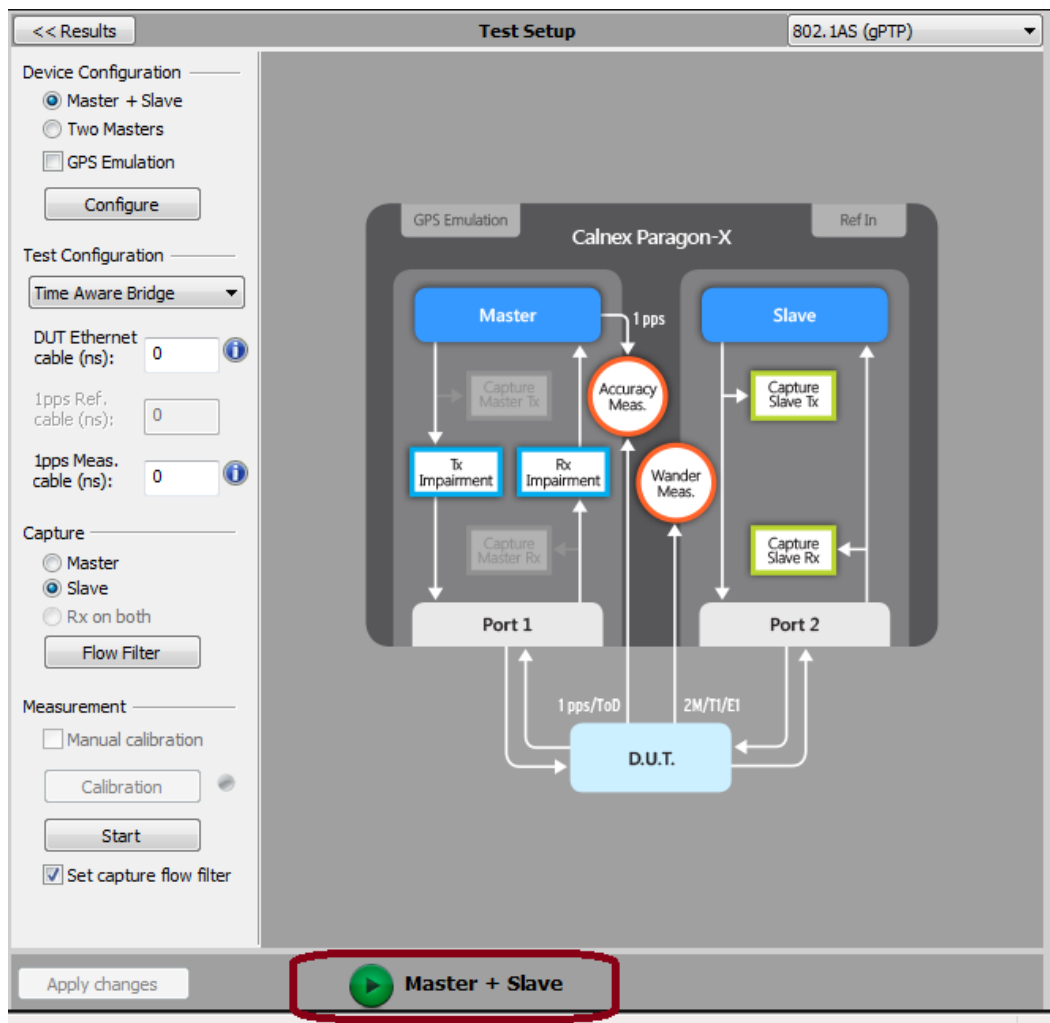 << Results
Test Setup
802.1AS (gPTP)
Device Configuration
Master + Slave
Two Masters
GPS Emulation
Configure
Test Configuration
Time Aware Bridge
DUT Ethernet
cable (ns):
0
1pps Ref.
cable (ns):
0
1pps Meas.
cable (ns):
0
Capture
Master
Slave
Rx on both
Flow Filter
Measurement
Manual calibration
Calibration
Start
Set capture flow filter
GPS Emulation
Ref In
Calnex Paragon-X
Master
1 pps
Slave
Capture
Master Tx
Accuracy
Meas.
Capture
Slave Tx
Tx
Impairment
Rx
Impairment
Wander
Meas.
Capture
Master Rx
Capture
Slave Rx
Port 1
Port 2
1 pps/ToD
2M/T1/E1
D.U.T.
Apply changes
Master + Slave